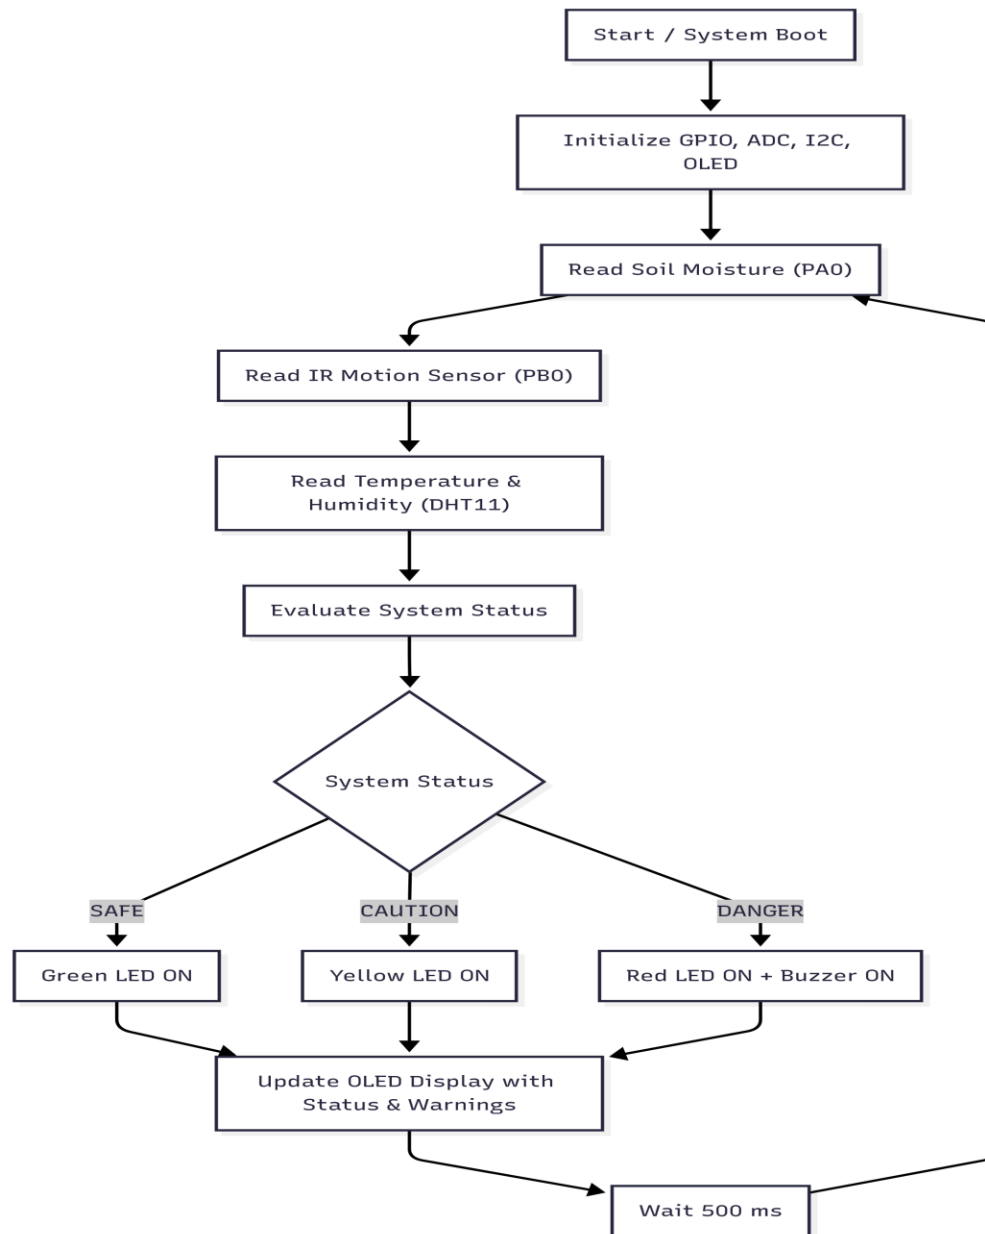 Start / System Boot
Initialize GPIO, ADC, I2C,
OLED
Read Soil Moisture (PA0)
Read IR Motion Sensor (PB0)
Read Temperature &
Humidity (DHT11)
Evaluate System Status
System Status
SAFE
CAUTION
DANGER
Green LED ON
Yellow LED ON
Red LED ON + Buzzer ON
Update OLED Display with
Status & Warnings
Wait 500 ms